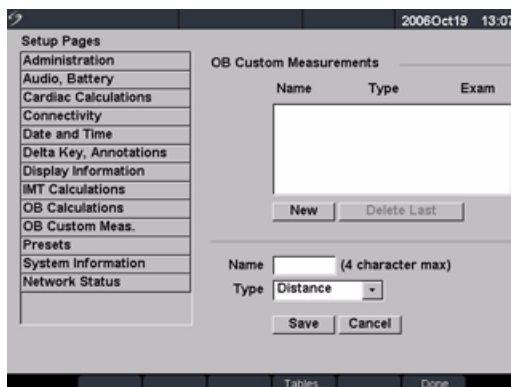 2006Oct19 13:07
Setup Pages
Administration
Audio, Battery
Cardiac Calculations
Connectivity
Date and Time
Delta Key, Annotations
Display Information
IMT Calculations
OB Calculations
OB Custom Meas.
Presets
System Information
Network Status
OB Custom Measurements
Name Type Exam
New Delete Last
Name (4 character max)
Type Distance
Save Cancel
Tables Done